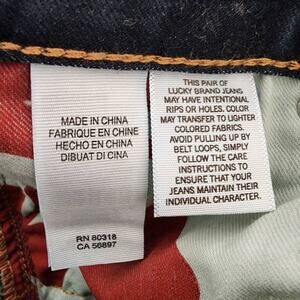 MADE IN CHINA
FABRIQUE EN CHINE
HECHO EN CHINA
DIBUAT DI CINA
RN 80318
CA 56897
THIS PAIR OF
LUCKY BRAND JEANS
MAY HAVE INTENTIONAL
RIPS OR HOLES. COLOR
MAY TRANSFER TO LIGHTER
COLORED FABRICS.
AVOID PULLING UP BY
BELT LOOPS, SIMPLY
FOLLOW THE CARE
INSTRUCTIONS TO
ENSURE THAT YOUR
JEANS MAINTAIN THEIR
INDIVIDUAL CHARACTER.